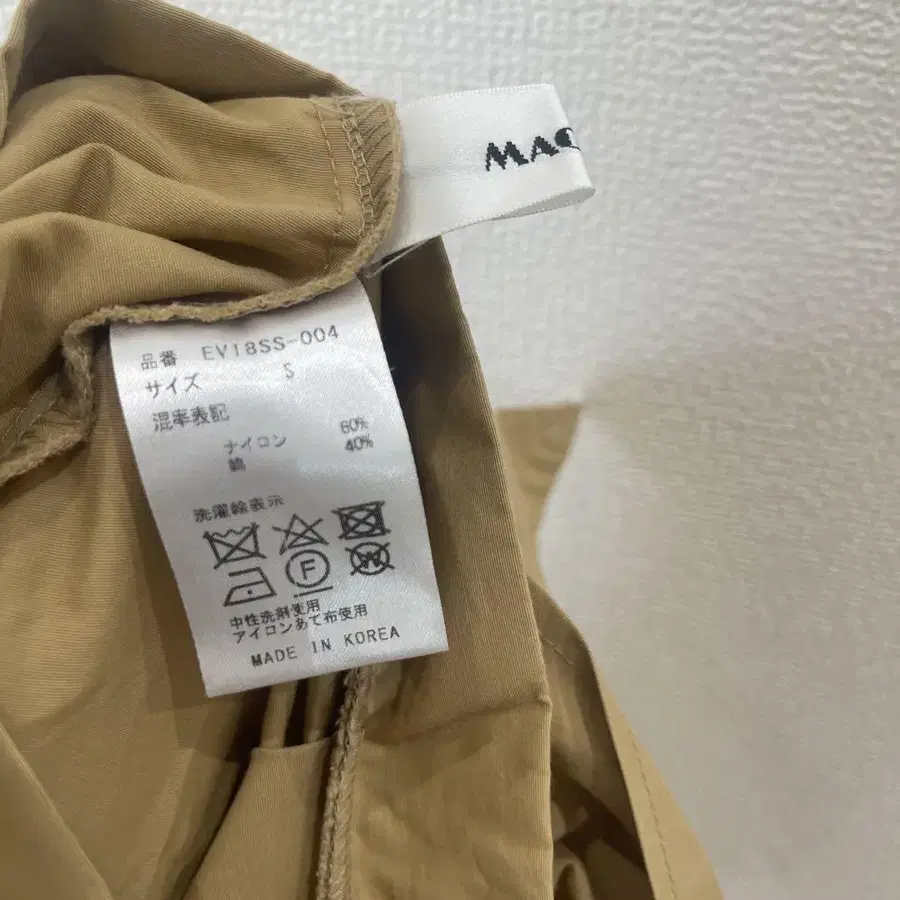 MAC
品番 EV18SS-004
サイズ S
混率表記
ナイロン 60%
綿 40%
洗濯絵表示
F
W
中性洗剤使用
アイロンあて布使用
MADE IN KOREA